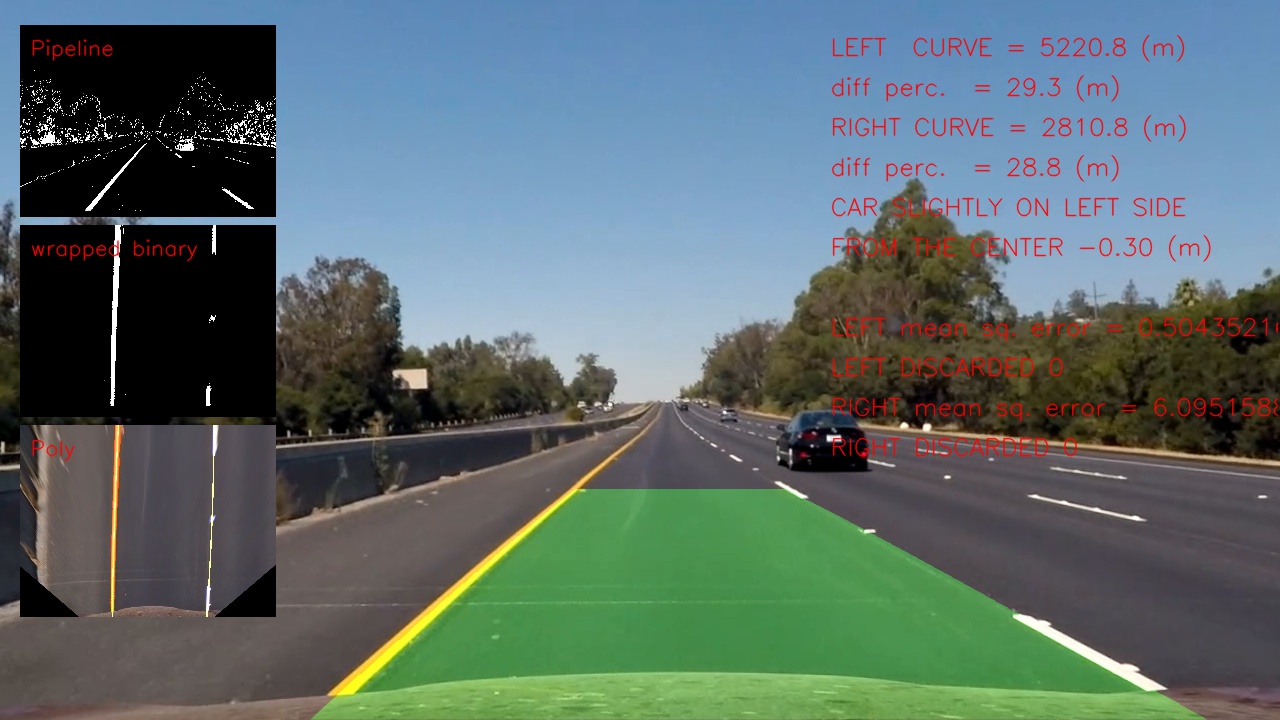 Pipeline
wrapped binary
Poly
LEFT CURVE = 5220.8 (m)
diff perc. = 29.3 (m)
RIGHT CURVE = 2810.8 (m)
diff perc. = 28.8 (m)
CAR SLIGHTLY ON LEFT SIDE
FROM THE CENTER -0.30 (m)
LEFT mean sq. error = 0.5043521
LEFT DISCARDED 0
RIGHT mean sq. error = 6.095158
RIGHT DISCARDED 0